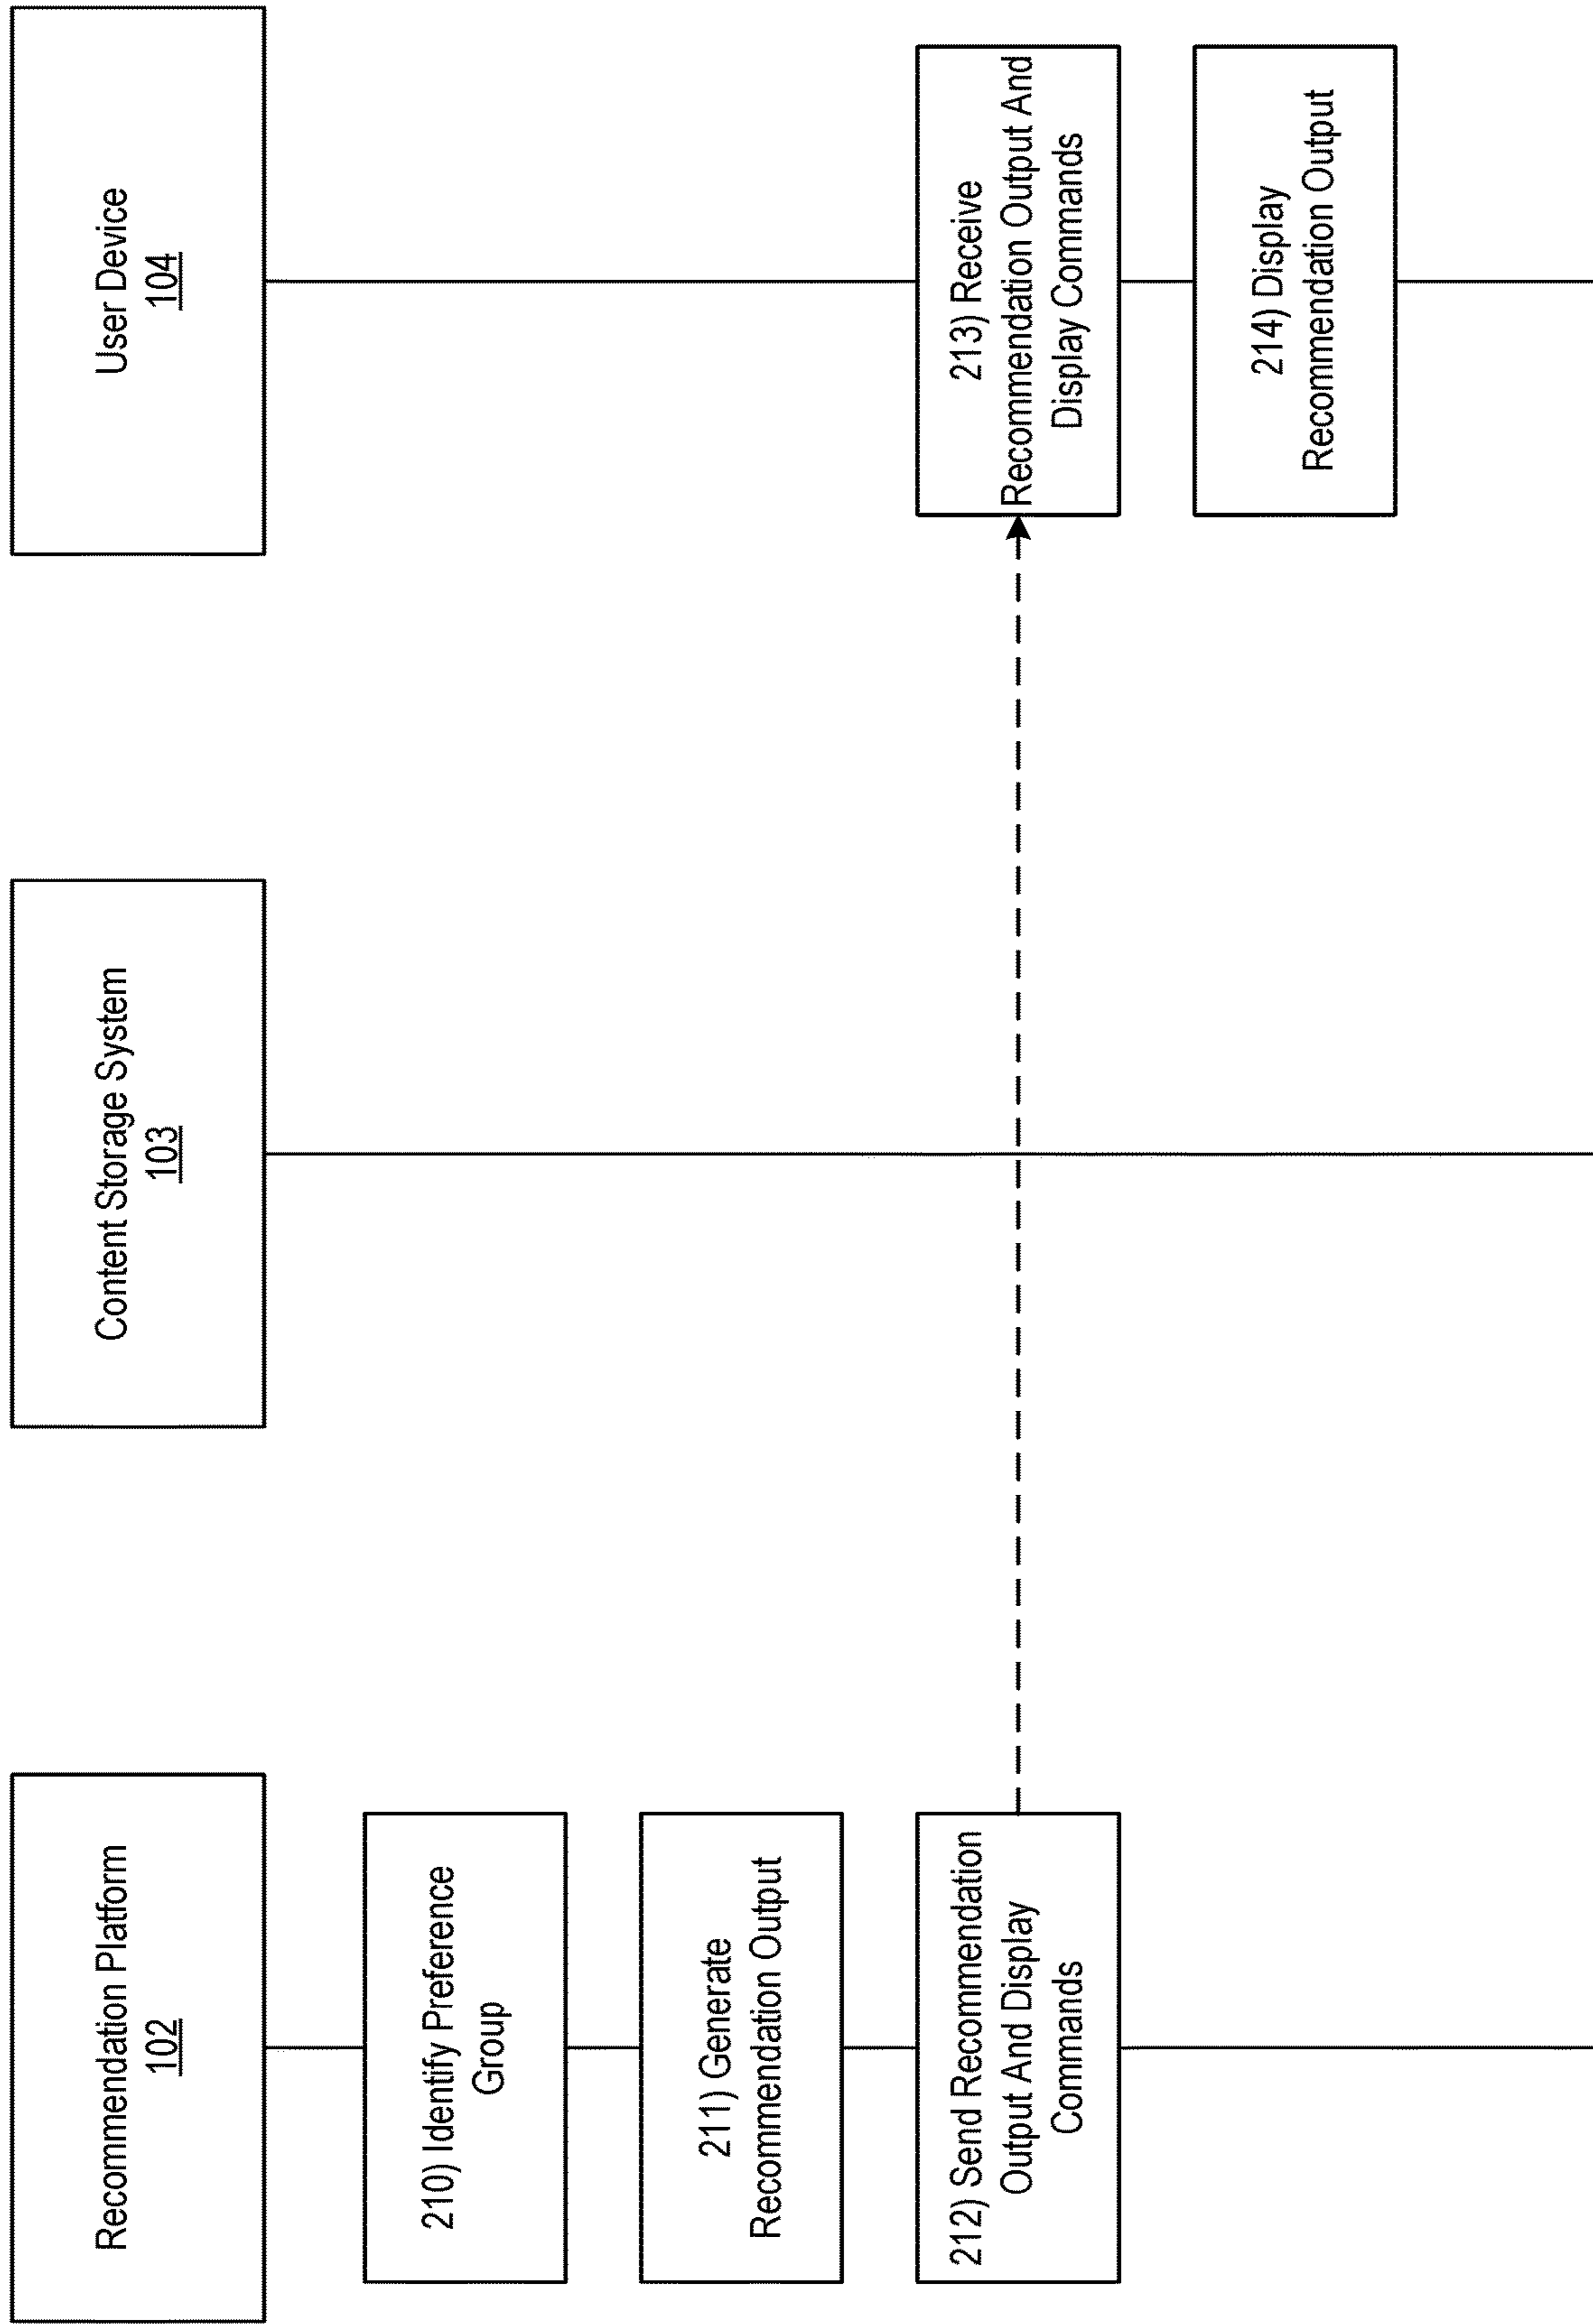 Recommendation Platform
102
Content Storage System
103
User Device
104
210) Identify Preference
Group
211) Generate
Recommendation Output
212) Send Recommendation
Output And Display
Commands
213) Receive
Recommendation Output And
Display Commands
214) Display
Recommendation Output